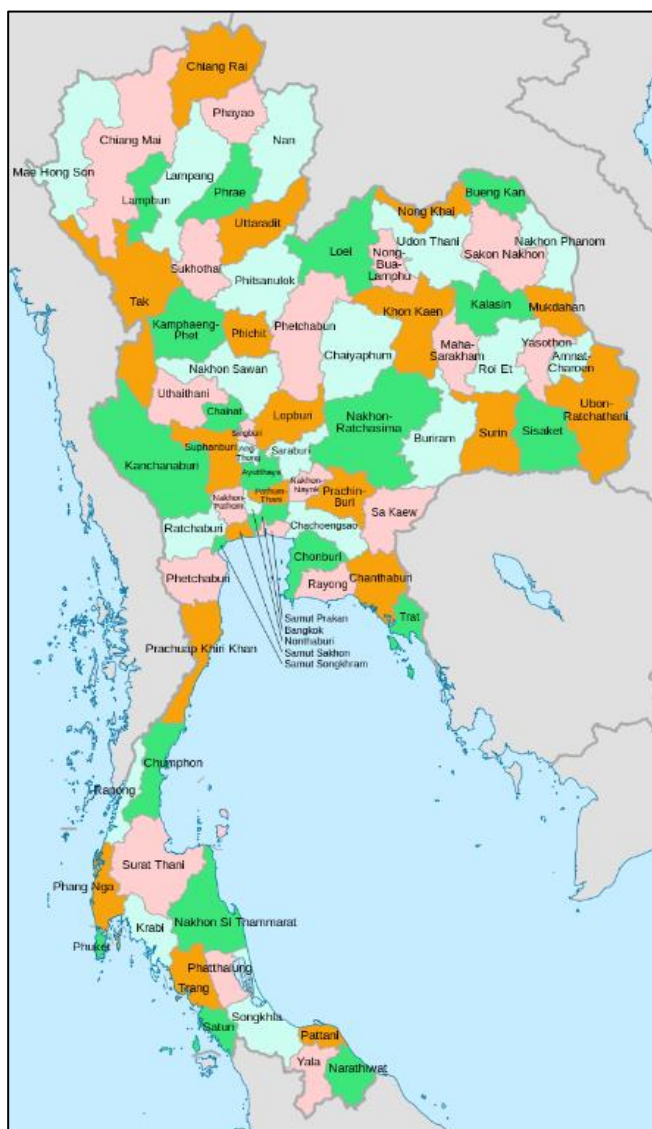 Chiang Rai
Phayao
Nan
Chiang Mai
Mae Hong Son
Lampang
Phrae
Lamphun
Uttaradit
Bueng Kan
Nong Khai
Loei
Udon Thani
Nakhon Phanom
Sakon Nakhon
Nong-
Bua-
Lamphu
Sukhothai
Phitsanulok
Tak
Khon Kaen
Kalasin
Mukdahan
Kamphaeng-
Phet
Phichit
Phetchabun
Chaiyaphum
Maha-
Sarakham
Roi Et
Yasothon
Amnat-
Charoen
Nakhon Sawan
Uthaithani
Chainat
Lopburi
Nakhon-
Ratchasima
Buriram
Surin
Sisaket
Ubon-
Ratchathani
Singburi
Ang
Thong
Saraburi
Suphanburi
Kanchanaburi
Ayutthaya
Nakhon-
Nayok
Pathum-
Thani
Prachin-
Buri
Nakhon-
Pathom
Sa Kaew
Ratchaburi
Chachoengsao
Chonburi
Phetchaburi
Rayong
Chanthaburi
Trat
Samut Prakan
Bangkok
Nonthaburi
Samut Sakhon
Samut Songkhram
Prachuap Khiri Khan
Chumphon
Ranong
Surat Thani
Phang Nga
Nakhon SI Thammarat
Krabi
Phuket
Phatthalung
Trang
Songkhla
Satun
Pattani
Yala
Narathiwat